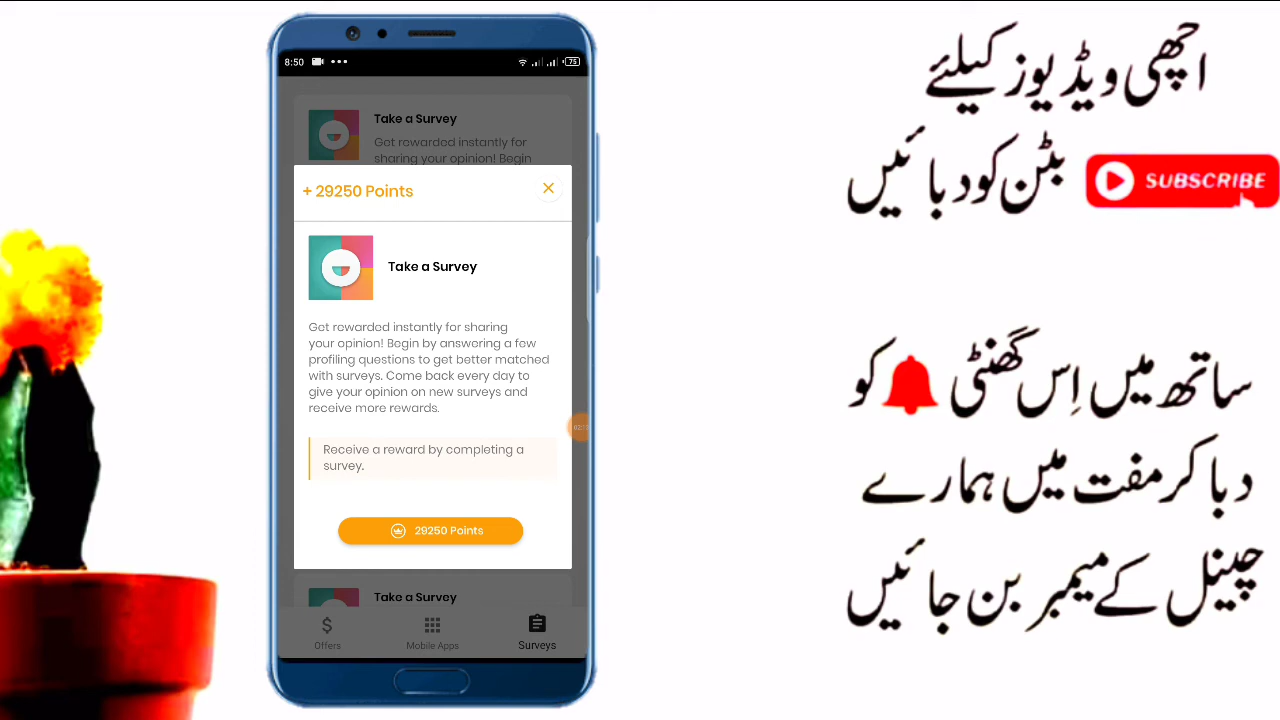 8:50
75
Take a Survey
Get rewarded instantly for
sharing your opinion! Begin
+ 29250 Points
Take a Survey
Get rewarded instantly for sharing
your opinion! Begin by answering a few
profiling questions to get better matched
with surveys. Come back every day to
give your opinion on new surveys and
receive more rewards.
Receive a reward by completing a
survey.
29250 Points
Take a Survey
Offers
Mobile Apps
Surveys
اچھی ویڈیوز کیلئے
بٹن کو دبائیں
SUBSCRIBE
ساتھ میں اِس گھنٹی کو
دبا کر مفت میں ہمارے
چینل کے میمبر بن جائیں